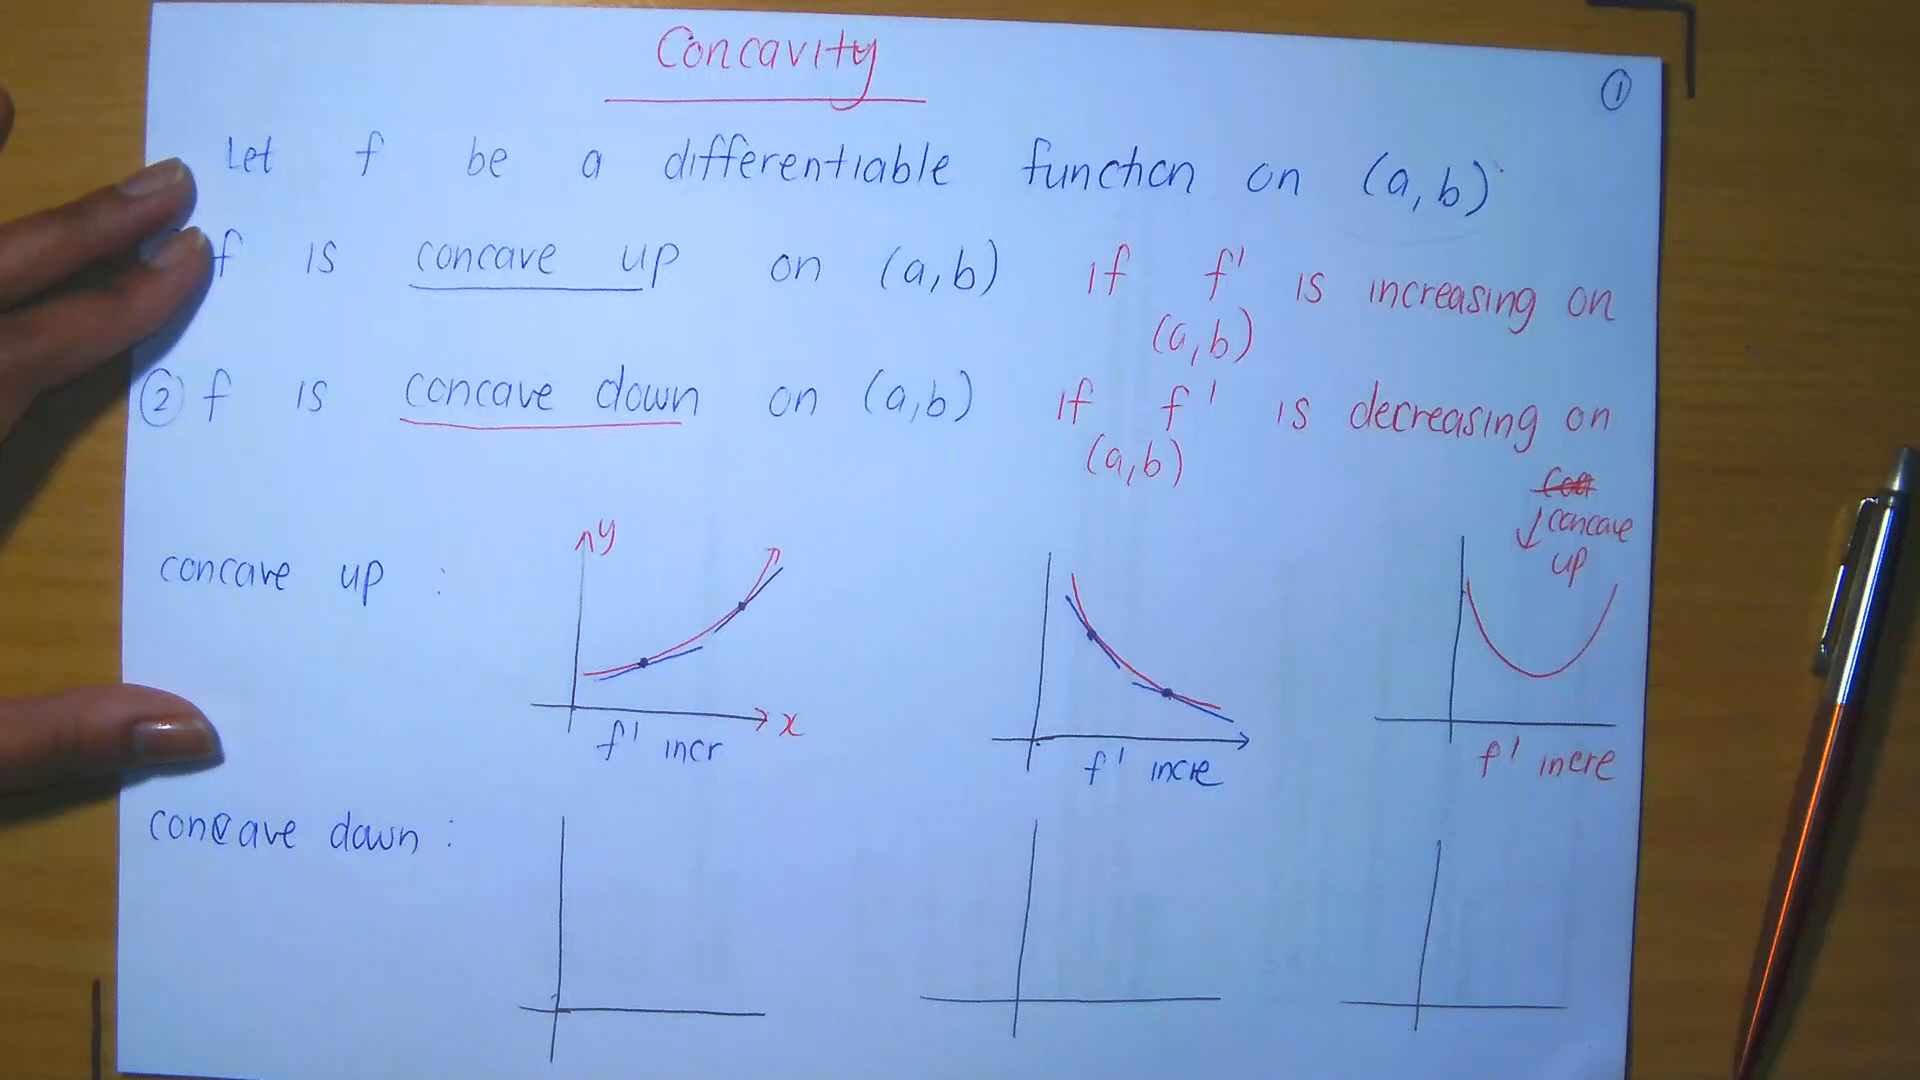 Concavity
①
Let f be a differentiable function on (a,b)
f is concave up on (a,b) if f' is increasing on
(a,b)
② f is concave down on (a,b) if f' is decreasing on
(a,b)
concave
up
concave up :
y
x
f' incr
f' incre
f' incre
concave down :